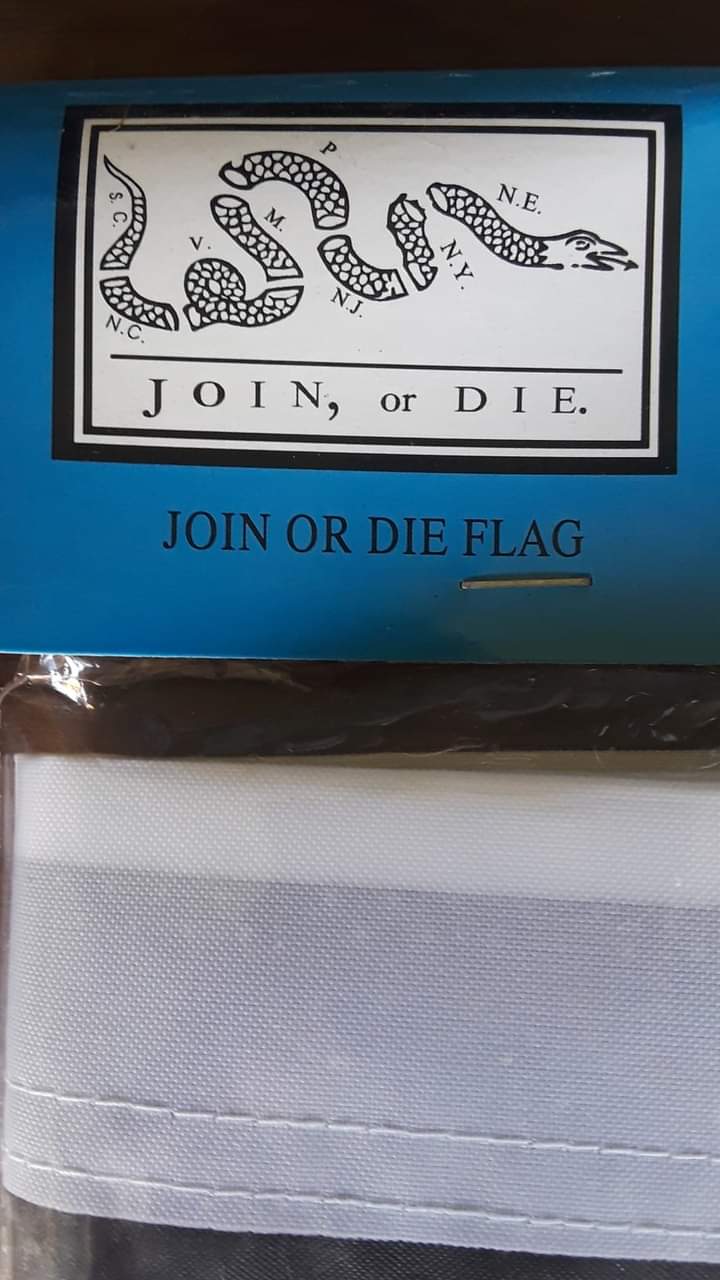 P.
N.E.
S. C.
M.
V.
N.Y.
N.J.
N.C.
JOIN, or DIE.
JOIN OR DIE FLAG